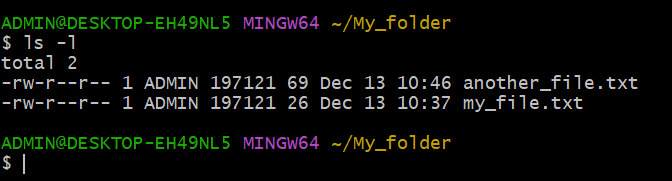 ADMIN@DESKTOP-EH49NL5 MINGW64 ~/My_folder
$ ls -l
total 2
-rw-r--r-- 1 ADMIN 197121 69 Dec 13 10:46 another_file.txt
-rw-r--r-- 1 ADMIN 197121 26 Dec 13 10:37 my_file.txt
ADMIN@DESKTOP-EH49NL5 MINGW64 ~/My_folder
$